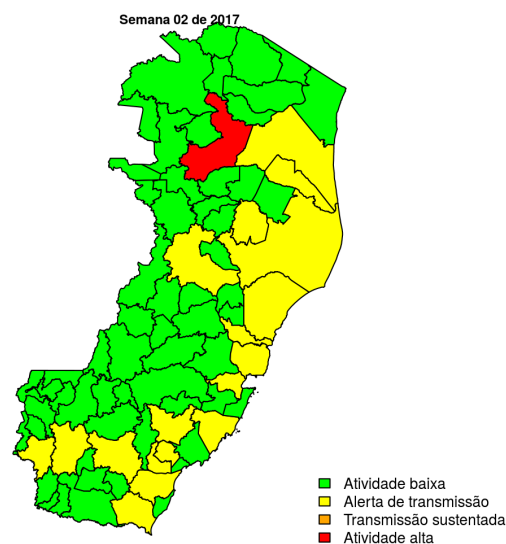 Semana 02 de 2017
Atividade baixa
Alerta de transmissão
Transmissão sustentada
Atividade alta